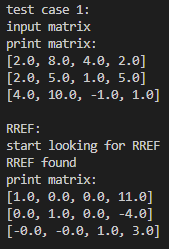 test case 1:
input matrix
print matrix:
[2.0, 8.0, 4.0, 2.0]
[2.0, 5.0, 1.0, 5.0]
[4.0, 10.0, -1.0, 1.0]
RREF:
start looking for RREF
RREF found
print matrix:
[1.0, 0.0, 0.0, 11.0]
[0.0, 1.0, 0.0, -4.0]
[-0.0, -0.0, 1.0, 3.0]